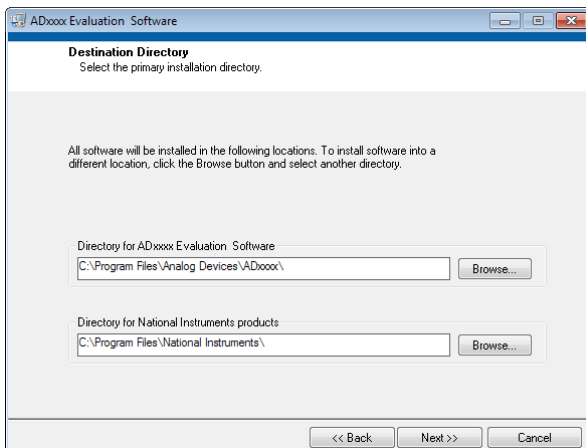 ADxxxx Evaluation Software
Destination Directory
Select the primary installation directory.
All software will be installed in the following locations. To install software into a
different location, click the Browse button and select another directory.
Directory for ADxxxx Evaluation Software
C:\Program Files\Analog Devices\ADxxxx\
Browse...
Directory for National Instruments products
C:\Program Files\National Instruments\
Browse...
<< Back
Next >>
Cancel